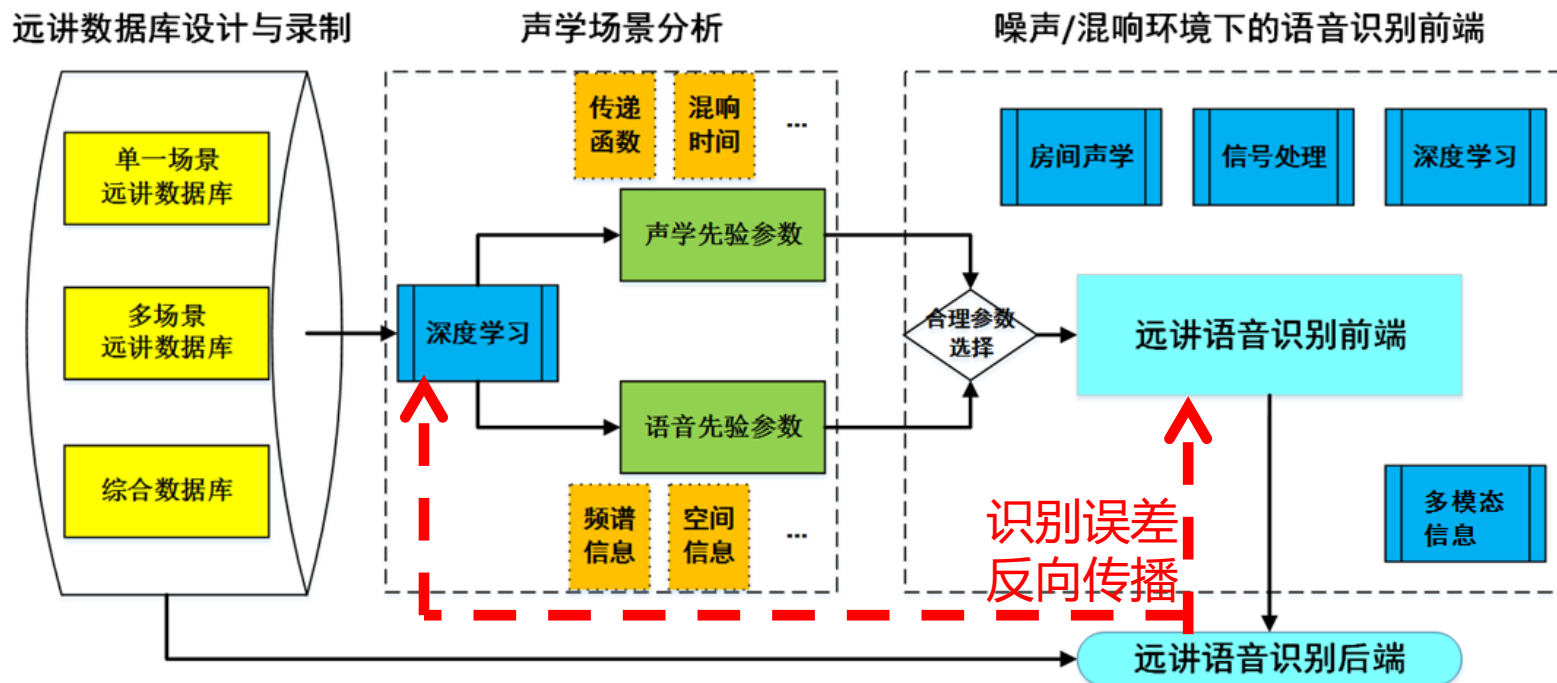 远讲数据库设计与录制
声学场景分析
噪声/混响环境下的语音识别前端
单一场景
远讲数据库
多场景
远讲数据库
综合数据库
传递
函数
混响
时间
...
声学先验参数
深度学习
语音先验参数
频谱
信息
空间
信息
...
合理参数
选择
房间声学
信号处理
深度学习
远讲语音识别前端
多模态
信息
识别误差
反向传播
远讲语音识别后端